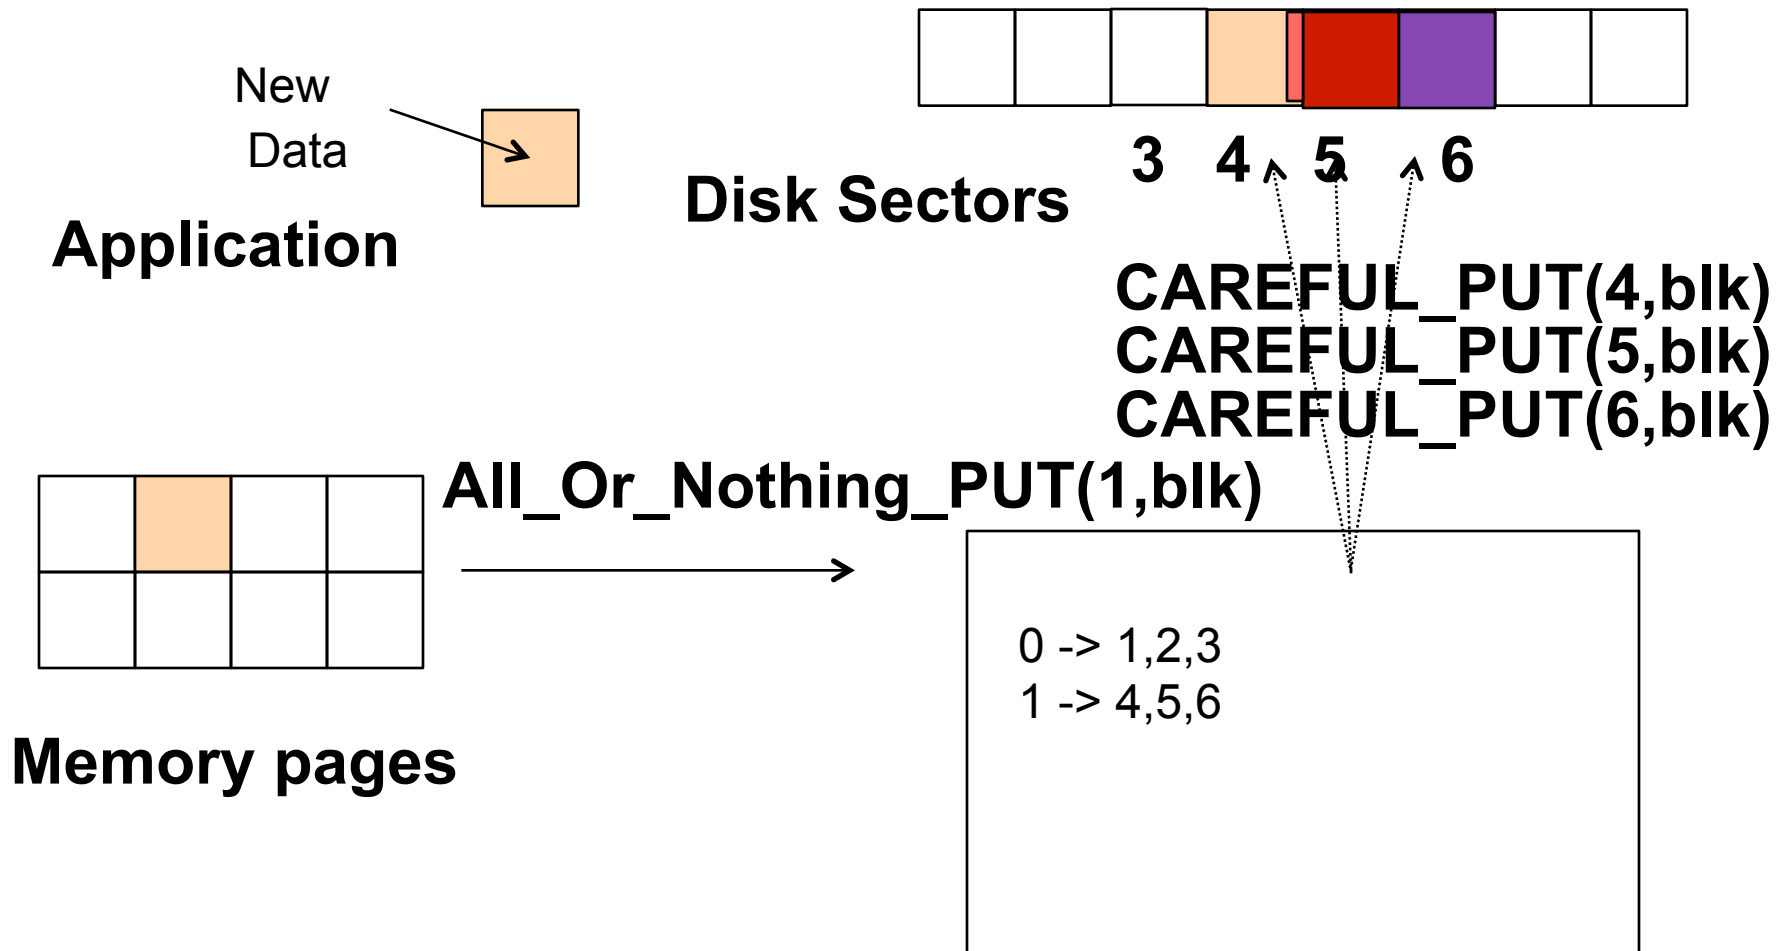 New
Data
Application
Disk Sectors
3 4 5 6
CAREFUL_PUT(4,blk)
CAREFUL_PUT(5,blk)
CAREFUL_PUT(6,blk)
All_Or_Nothing_PUT(1,blk)
0 -> 1,2,3
1 -> 4,5,6
Memory pages